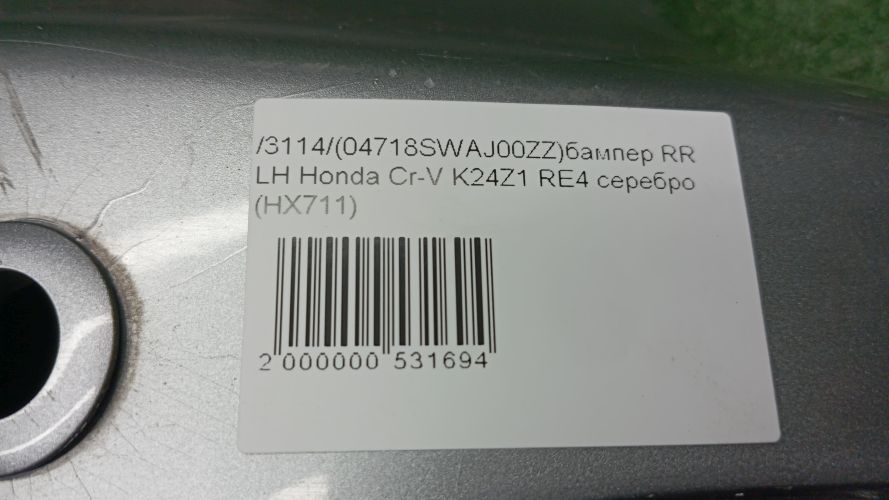 /3114/(04718SWAJ00ZZ)бампер RR
LH Honda Cr-V K24Z1 RE4 серебро
(HX711)
2 000000 531694